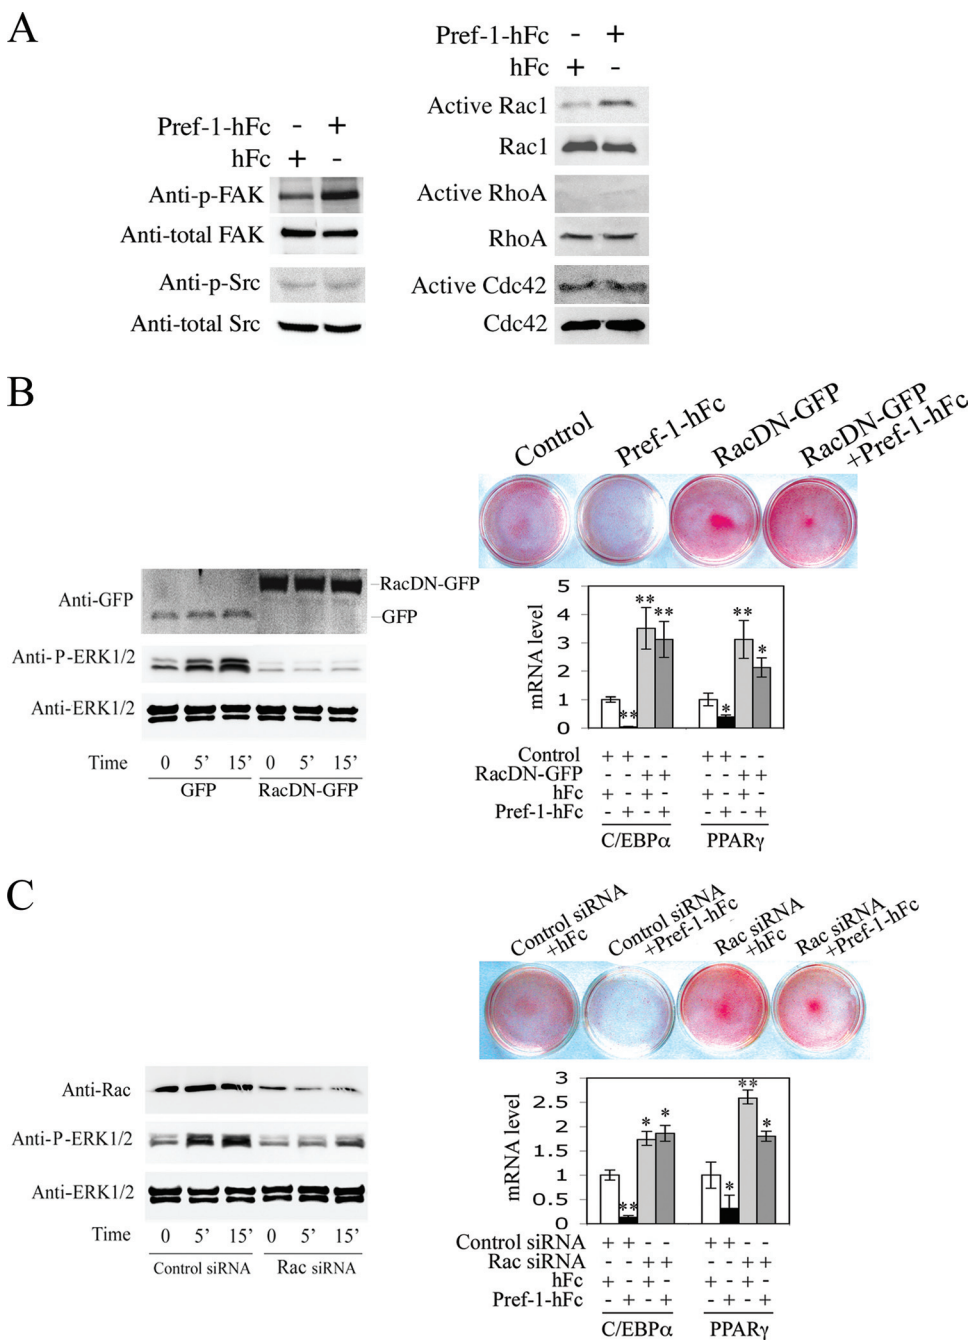 A
Pref-1-hFc - +
hFc + -
Anti-p-FAK
Anti-total FAK
Anti-p-Src
Anti-total Src
Pref-1-hFc - +
hFc + -
Active Rac1
Rac1
Active RhoA
RhoA
Active Cdc42
Cdc42
B
Anti-GFP
RacDN-GFP
GFP
Anti-P-ERK1/2
Anti-ERK1/2
Time 0 5' 15' 0 5' 15'
GFP RacDN-GFP
Control
Pref-1-hFc
RacDN-GFP
RacDN-GFP
+Pref-1-hFc
mRNA level
5
4
3
2
1
0
** ** ** ** * *
Control + + - - + + - -
RacDN-GFP - - + + - - + +
hFc + - + - + - + -
Pref-1-hFc - + - + - + - +
C/EBPα PPARγ
C
Anti-Rac
Anti-P-ERK1/2
Anti-ERK1/2
Time 0 5' 15' 0 5' 15'
Control siRNA Rac siRNA
Control siRNA
+hFc
Control siRNA
+Pref-1-hFc
Rac siRNA
+hFc
Rac siRNA
+Pref-1-hFc
mRNA level
3
2.5
2
1.5
1
0.5
0
** * * * ** *
Control siRNA + + - - + + - -
Rac siRNA - - + + - - + +
hFc + - + - + - + -
Pref-1-hFc - + - + - + - +
C/EBPα PPARγ